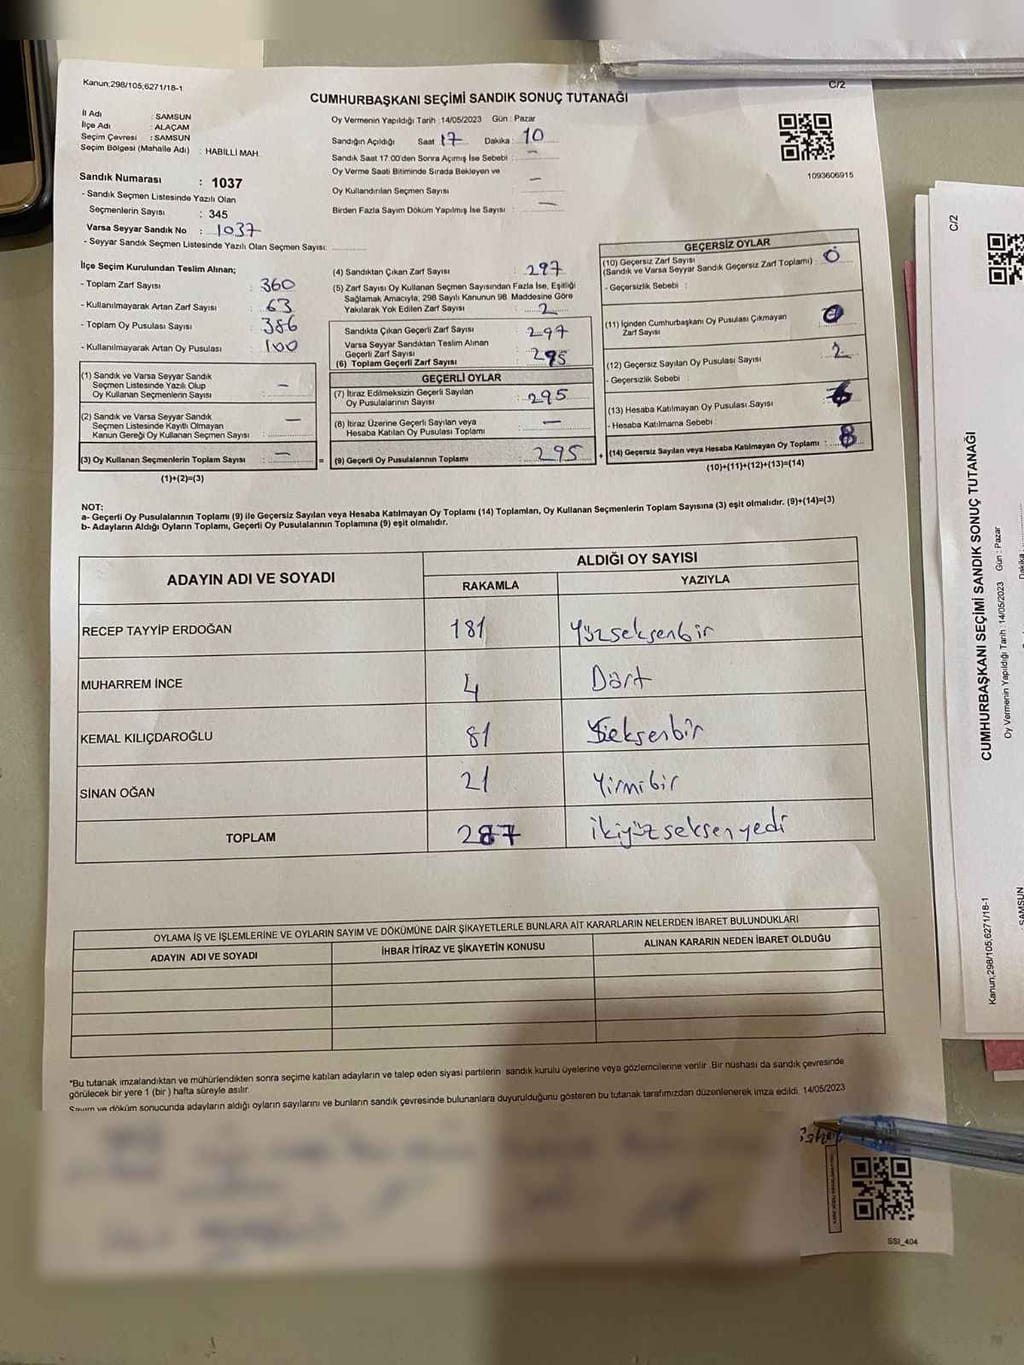 Kanun;298/105;6271/18-1
C/2
CUMHURBAŞKANI SEÇİMİ SANDIK SONUÇ TUTANAĞI
İl Adı : SAMSUN
İlçe Adı : ALAÇAM
Seçim Çevresi : SAMSUN
Seçim Bölgesi (Mahalle Adı) : HABİLLİ MAH.
Oy Vermenin Yapıldığı Tarih :14/05/2023 Gün : Pazar
Sandığın Açıldığı Saat 17 Dakika : 10
Sandık Saat 17:00'den Sonra Açmış İse Sebebi : —
Oy Verme Saati Bitiminde Sırada Bekleyen ve
Oy Kullandırılan Seçmen Sayısı —
Birden Fazla Sayım Döküm Yapılmış İse Sayısı : —
1093606915
Sandık Numarası : 1037
- Sandık Seçmen Listesinde Yazılı Olan
Seçmenlerin Sayısı : 345
Varsa Seyyar Sandık No : 1037
- Seyyar Sandık Seçmen Listesinde Yazılı Olan Seçmen Sayısı:
İlçe Seçim Kurulundan Teslim Alınan;
- Toplam Zarf Sayısı : 360
- Kullanılmayarak Artan Zarf Sayısı : 63
- Toplam Oy Pusulası Sayısı : 386
- Kullanılmayarak Artan Oy Pusulası : 100
(1) Sandık ve Varsa Seyyar Sandık
Seçmen Listesinde Yazılı Olup
Oy Kullanan Seçmenlerin Sayısı : —
(2) Sandık ve Varsa Seyyar Sandık
Seçmen Listesinde Kayıtlı Olmayan
Kanun Gereği Oy Kullanan Seçmen Sayısı : —
(3) Oy Kullanan Seçmenlerin Toplam Sayısı : —
(1)+(2)=(3)
=
(4) Sandıktan Çıkan Zarf Sayısı : 297
(5) Zarf Sayısı Oy Kullanan Seçmen Sayısından Fazla İse, Eşitliği
Sağlamak Amacıyla, 298 Sayılı Kanunun 98. Maddesine Göre
Yakılarak Yok Edilen Zarf Sayısı : 2
Sandıkta Çıkan Geçerli Zarf Sayısı : 297
Varsa Seyyar Sandıktan Teslim Alınan
Geçerli Zarf Sayısı
(6) Toplam Geçerli Zarf Sayısı : 295
GEÇERLİ OYLAR
(7) İtiraz Edilmeksizin Geçerli Sayılan
Oy Pusulalarının Sayısı : 295
(8) İtiraz Üzerine Geçerli Sayılan veya
Hesaba Katılan Oy Pusulası Toplamı : —
(9) Geçerli Oy Pusulalarının Toplamı : 295
+
GEÇERSİZ OYLAR
(10) Geçersiz Zarf Sayısı : 0
(Sandık ve Varsa Seyyar Sandık Geçersiz Zarf Toplamı)
- Geçersizlik Sebebi :
(11) İçinden Cumhurbaşkanı Oy Pusulası Çıkmayan
Zarf Sayısı : 0
(12) Geçersiz Sayılan Oy Pusulası Sayısı : 2
- Geçersizlik Sebebi :
(13) Hesaba Katılmayan Oy Pusulası Sayısı : 6
- Hesaba Katılmama Sebebi :
(14) Geçersiz Sayılan veya Hesaba Katılmayan Oy Toplamı : 8
(10)+(11)+(12)+(13)=(14)
NOT:
a- Geçerli Oy Pusulalarının Toplamı (9) ile Geçersiz Sayılan veya Hesaba Katılmayan Oy Toplamı (14) Toplamları, Oy Kullanan Seçmenlerin Toplam Sayısına (3) eşit olmalıdır. (9)+(14)=(3)
b- Adayların Aldığı Oyların Toplamı, Geçerli Oy Pusulalarının Toplamına (9) eşit olmalıdır.
ADAYIN ADI VE SOYADI
ALDIĞI OY SAYISI
RAKAMLA YAZIYLA
RECEP TAYYİP ERDOĞAN 181 Yüzseksenbir
MUHARREM İNCE 4 Dört
KEMAL KILIÇDAROĞLU 81 Seksenbir
SİNAN OĞAN 21 Yirmibir
TOPLAM 287 ikiyüzseksenyedi
OYLAMA İŞ VE İŞLEMLERİNE VE OYLARIN SAYIM VE DÖKÜMÜNE DAİR ŞİKAYETLERLE BUNLARA AİT KARARLARIN NELERDEN İBARET BULUNDUKLARI
ADAYIN ADI VE SOYADI İHBAR İTİRAZ VE ŞİKAYETİN KONUSU ALINAN KARARIN NEDEN İBARET OLDUĞU
*Bu tutanak imzalandıktan ve mühürlendikten sonra seçime katılan adayların ve talep eden siyasi partilerin sandık kurulu üyelerine veya gözlemcilerine verilir. Bir nüshası da sandık çevresinde
görülecek bir yere 1 (bir) hafta süreyle asılır.
Sayım ve döküm sonucunda adayların aldığı oyların sayılarını ve bunların sandık çevresinde bulunanlara duyurulduğunu gösteren bu tutanak tarafımızdan düzenlenerek imza edildi. 14/05/2023
SSI_404
C/2
CUMHURBAŞKANI SEÇİMİ SANDIK SONUÇ TUTANAĞI
Oy Vermenin Yapıldığı Tarih :14/05/2023 Gün : Pazar
Dakika :
Kanun;298/105;6271/18-1
SAMSUN